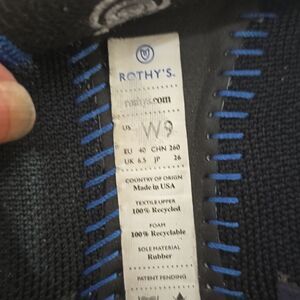 ROTHY'S.
rothys.com
US W9
EU 40 CHN 260
UK 6.5 JP 26
COUNTRY OF ORIGIN
Made in USA
TEXTILE UPPER
100% Recycled
FOAM
100% Recyclable
SOLE MATERIAL
Rubber
PATENT PENDING